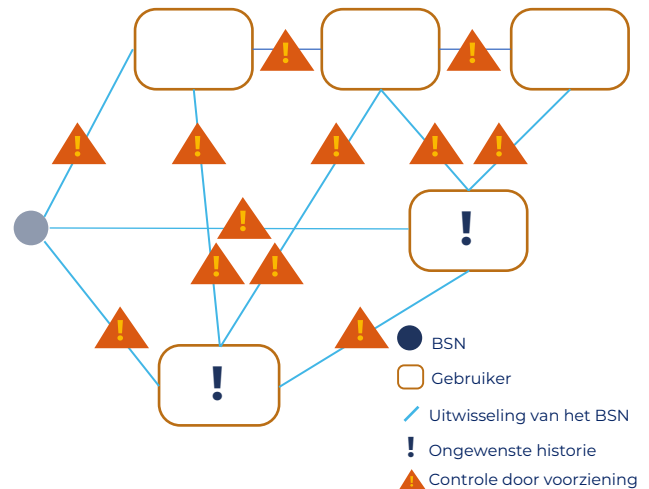 BSN
Gebruiker
Uitwisseling van het BSN
! Ongewenste historie
Controle door voorziening